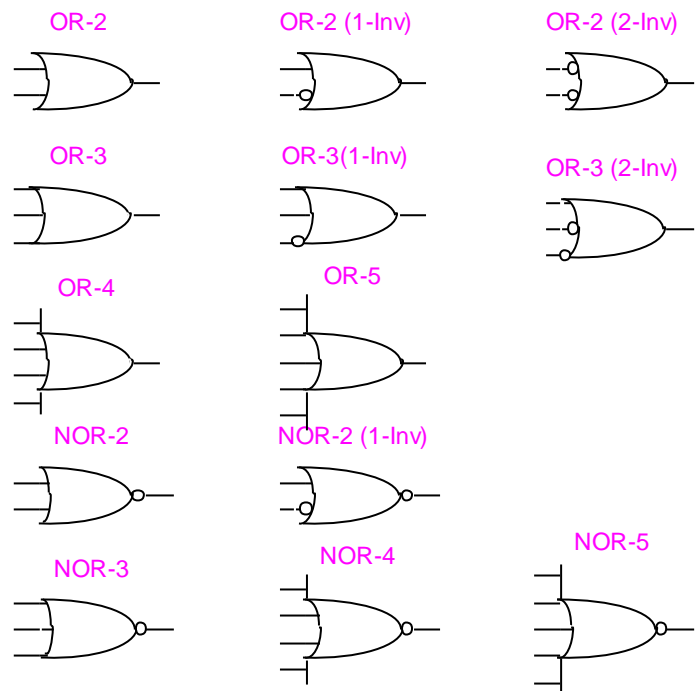 OR-2
OR-2 (1-Inv)
OR-2 (2-Inv)
OR-3
OR-3(1-Inv)
OR-3 (2-Inv)
OR-4
OR-5
NOR-2
NOR-2 (1-Inv)
NOR-3
NOR-4
NOR-5